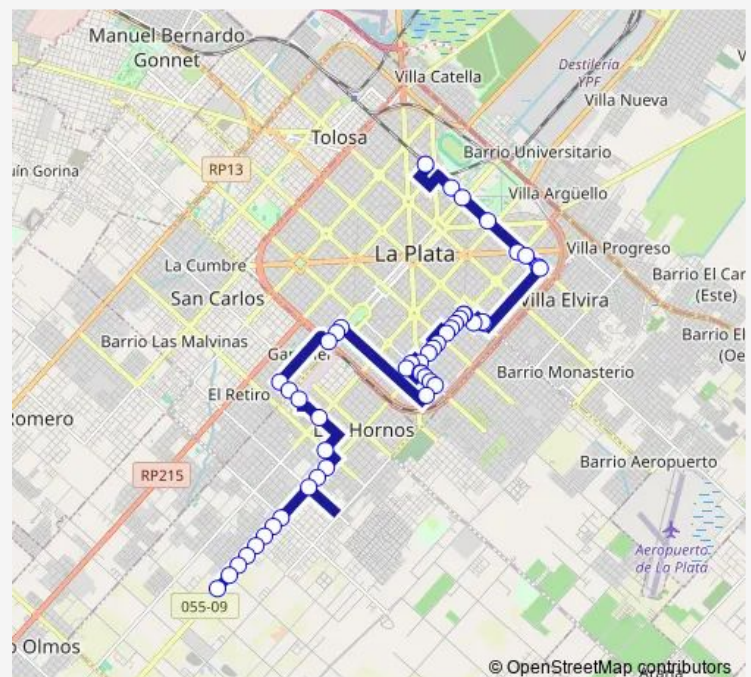 Manuel Bernardo
Gonnet
Villa Catella
Destilería
YPF
Villa Nueva
Tolosa
Barrio Universitario
uín Gorina
RP13
Villa Argüello
La Plata
Villa Progreso
La Cumbre
Barrio El Car
(Este)
San Carlos
Villa Elvira
Barrio Las Malvinas
Barrio El
(Oe
Barrio Monasterio
El Retiro
Romero
Hornos
Barrio Aeropuerto
RP215
Aeropuerto
de La Plata
055-09
o Olmos
© OpenStreetMap contributors